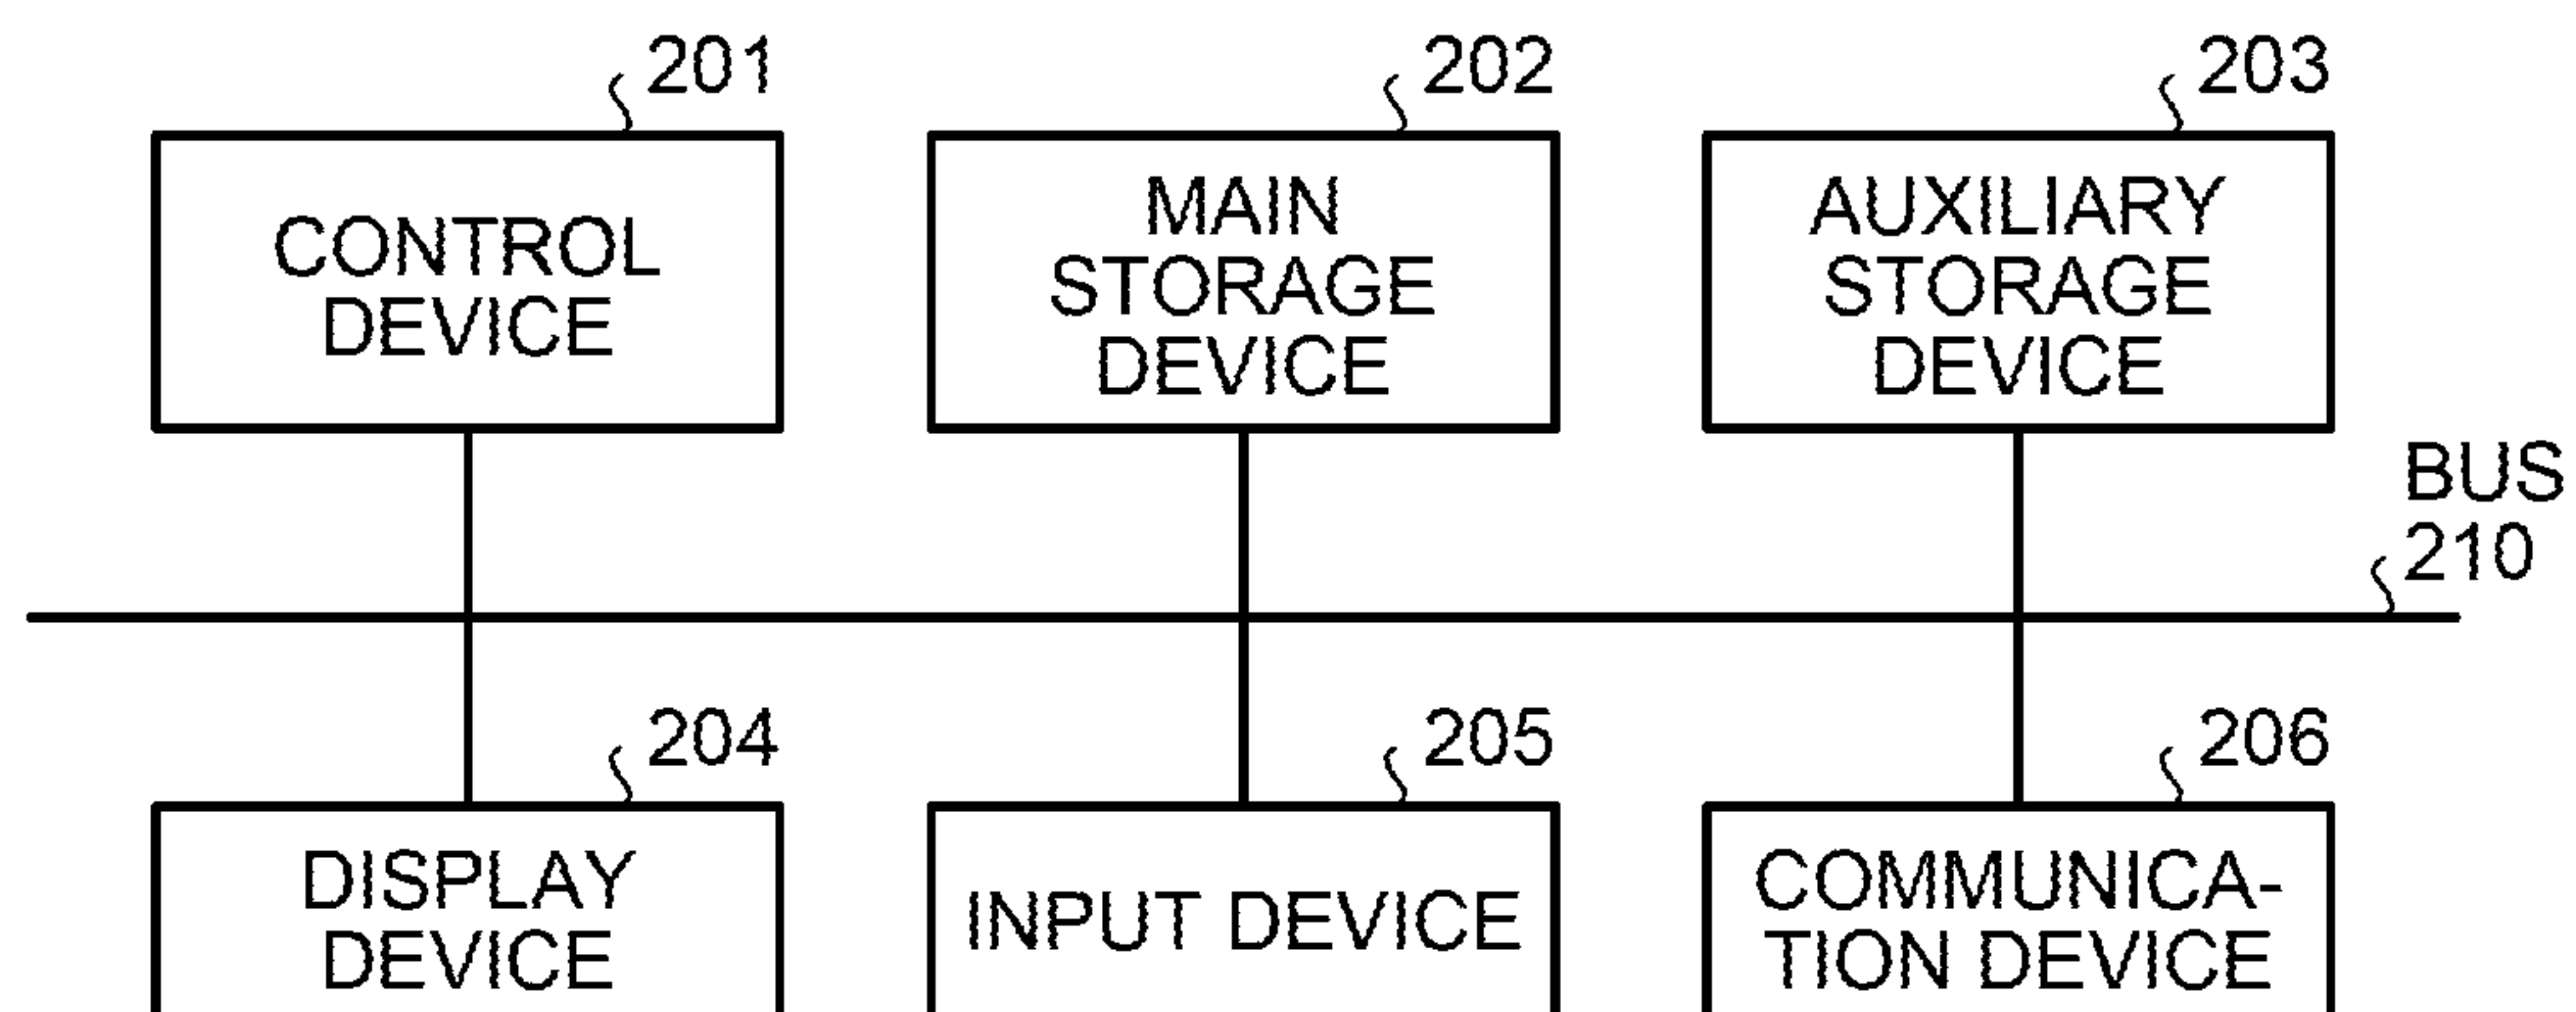 201
CONTROL
DEVICE
202
MAIN
STORAGE
DEVICE
203
AUXILIARY
STORAGE
DEVICE
BUS
210
204
DISPLAY
DEVICE
205
INPUT DEVICE
206
COMMUNICA-
TION DEVICE